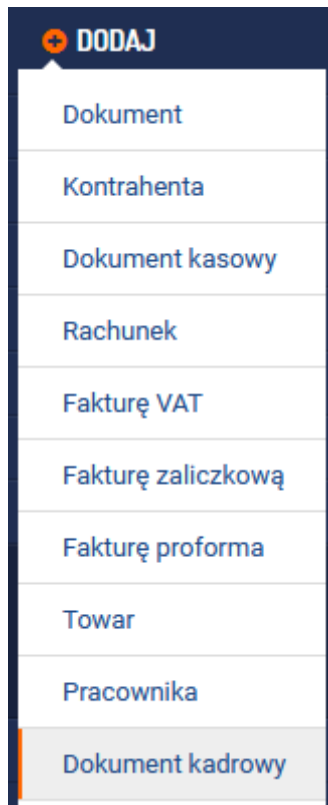 DODAJ
Dokument
Kontrahenta
Dokument kasowy
Rachunek
Fakturę VAT
Fakturę zaliczkową
Fakturę proforma
Towar
Pracownika
Dokument kadrowy